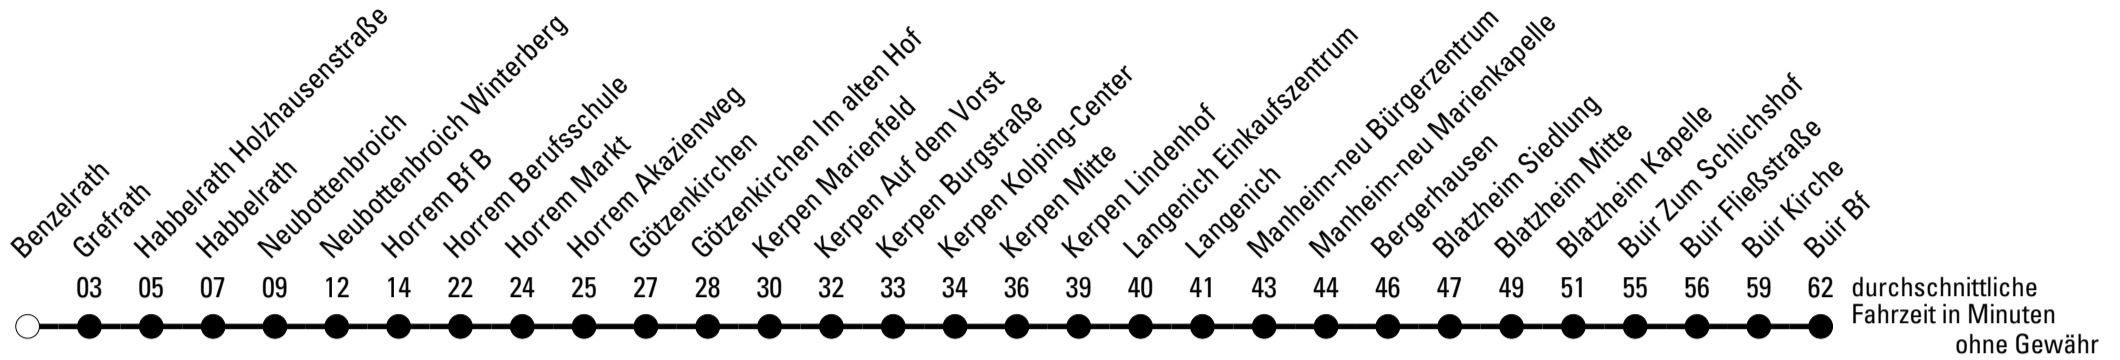 Benzelrath
Grefrath
Habbelrath Holzhausenstraße
Habbelrath
Neubottenbroich
Neubottenbroich Winterberg
Horrem Bf B
Horrem Berufsschule
Horrem Markt
Horrem Akazienweg
Götzenkirchen
Götzenkirchen Im alten Hof
Kerpen Marienfeld
Kerpen Auf dem Vorst
Kerpen Burgstraße
Kerpen Kolping-Center
Kerpen Mitte
Kerpen Lindenhof
Langenich Einkaufszentrum
Langenich
Manheim-neu Bürgerzentrum
Manheim-neu Marienkapelle
Bergerhausen
Blatzheim Siedlung
Blatzheim Mitte
Blatzheim Kapelle
Buir Zum Schlichshof
Buir Fließstraße
Buir Kirche
Buir Bf
03 05 07 09 12 14 22 24 25 27 28 30 32 33 34 36 39 40 41 43 44 46 47 49 51 55 56 59 62
durchschnittliche
Fahrzeit in Minuten
ohne Gewähr